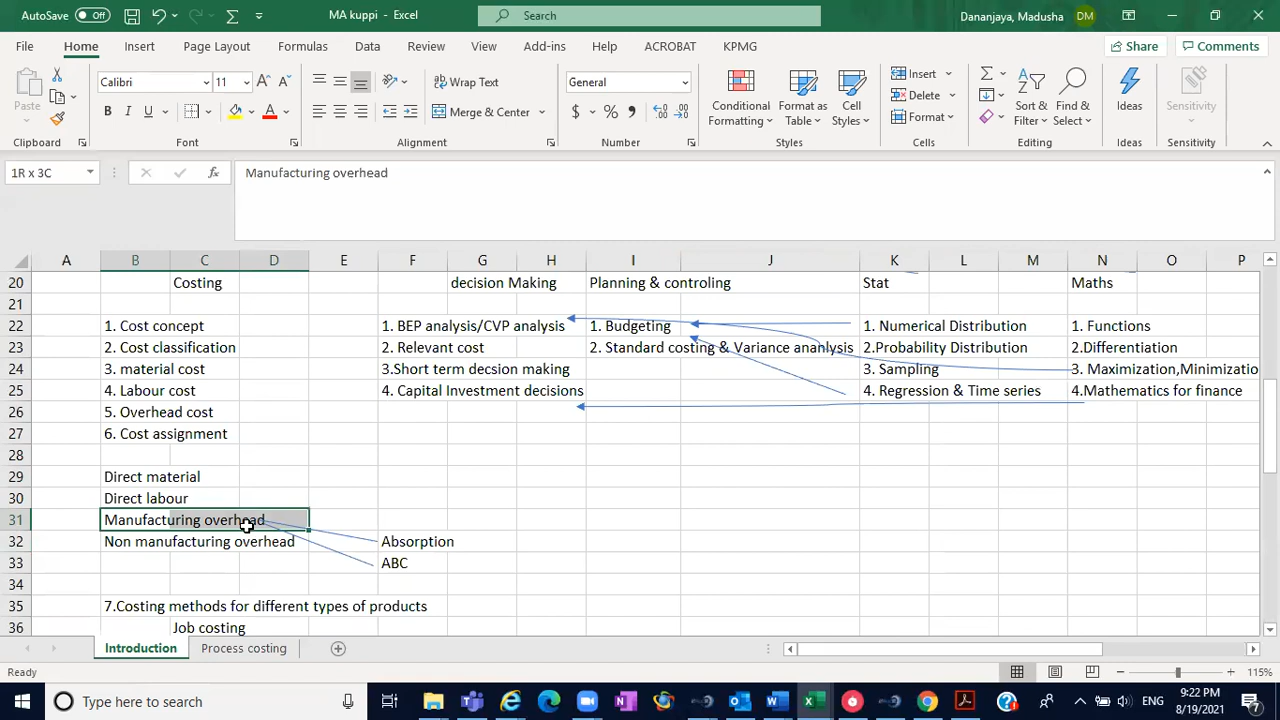 AutoSave Off MA kuppi - Excel Search Dananjaya, Madusha DM
File Home Insert Page Layout Formulas Data Review View Add-ins Help ACROBAT KPMG Share Comments
Paste Calibri 11 Wrap Text General Conditional Formatting Format as Table Cell Styles Insert Sort & Filter Find & Select Ideas Sensitivity
B I U Merge & Center $ % Delete
Format
Clipboard Font Alignment Number Styles Cells Editing Ideas Sensitivity
1R x 3C fx Manufacturing overhead
A B C D E F G H I J K L M N O P
20 Costing decision Making Planning & controling Stat Maths
21
22 1. Cost concept 1. BEP analysis/CVP analysis 1. Budgeting 1. Numerical Distribution 1. Functions
23 2. Cost classification 2. Relevant cost 2. Standard costing & Variance ananlysis 2.Probability Distribution 2.Differentiation
24 3. material cost 3.Short term decsion making 3. Sampling 3. Maximization,Minimizatio
25 4. Labour cost 4. Capital Investment decisions 4. Regression & Time series 4.Mathematics for finance
26 5. Overhead cost
27 6. Cost assignment
28
29 Direct material
30 Direct labour
31 Manufacturing overhead
32 Non manufacturing overhead Absorption
33 ABC
34
35 7.Costing methods for different types of products
36 Job costing
Introduction Process costing
Ready 115%
Type here to search ENG 9:22 PM 8/19/2021 7